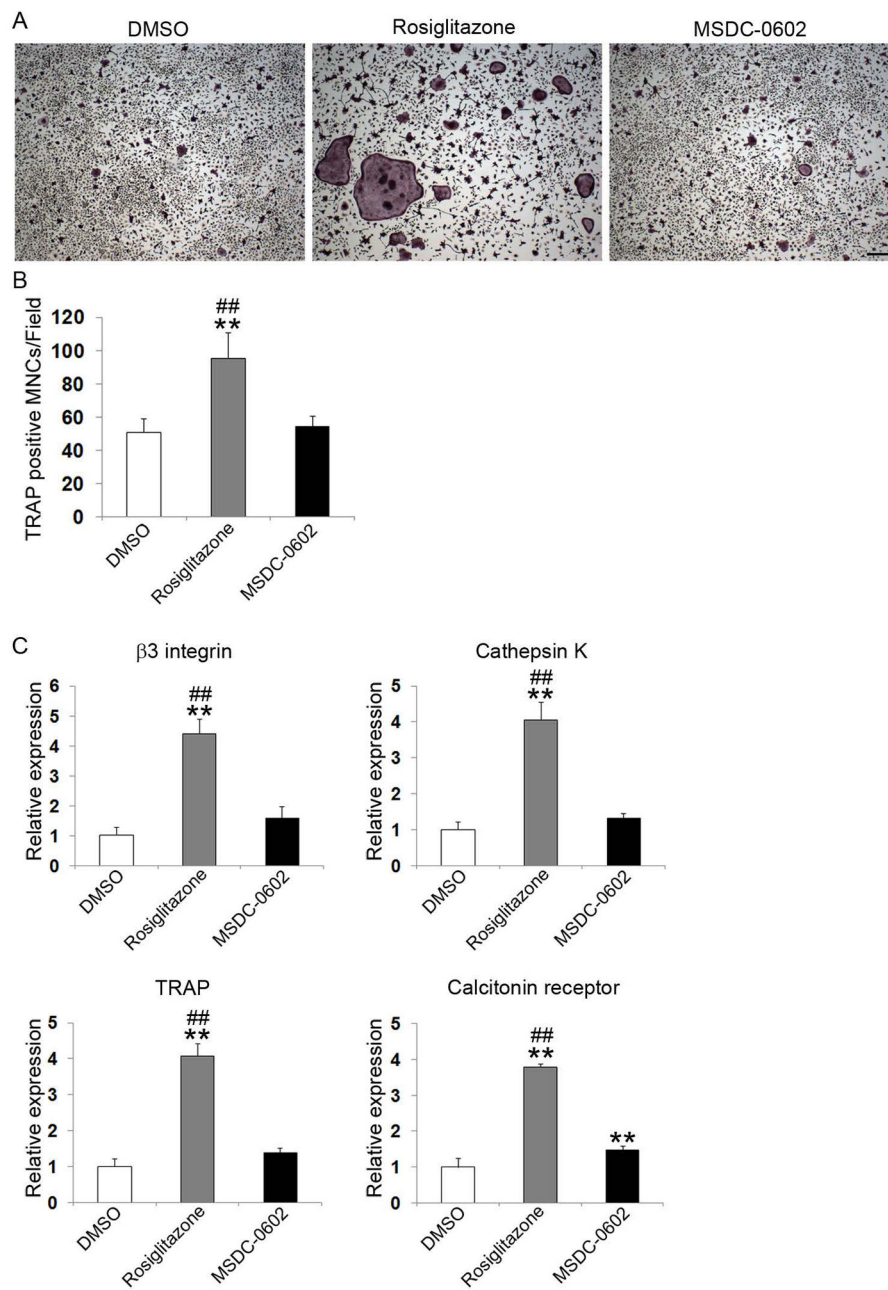 A
DMSO
Rosiglitazone
MSDC-0602
B
TRAP positive MNCs/Field
120
100
80
60
40
20
0
##
**
DMSO
Rosiglitazone
MSDC-0602
C
β3 integrin
Relative expression
6
5
4
3
2
1
0
##
**
DMSO
Rosiglitazone
MSDC-0602
Cathepsin K
Relative expression
5
4
3
2
1
0
##
**
DMSO
Rosiglitazone
MSDC-0602
TRAP
Relative expression
5
4
3
2
1
0
##
**
DMSO
Rosiglitazone
MSDC-0602
Calcitonin receptor
Relative expression
5
4
3
2
1
0
##
**
**
DMSO
Rosiglitazone
MSDC-0602